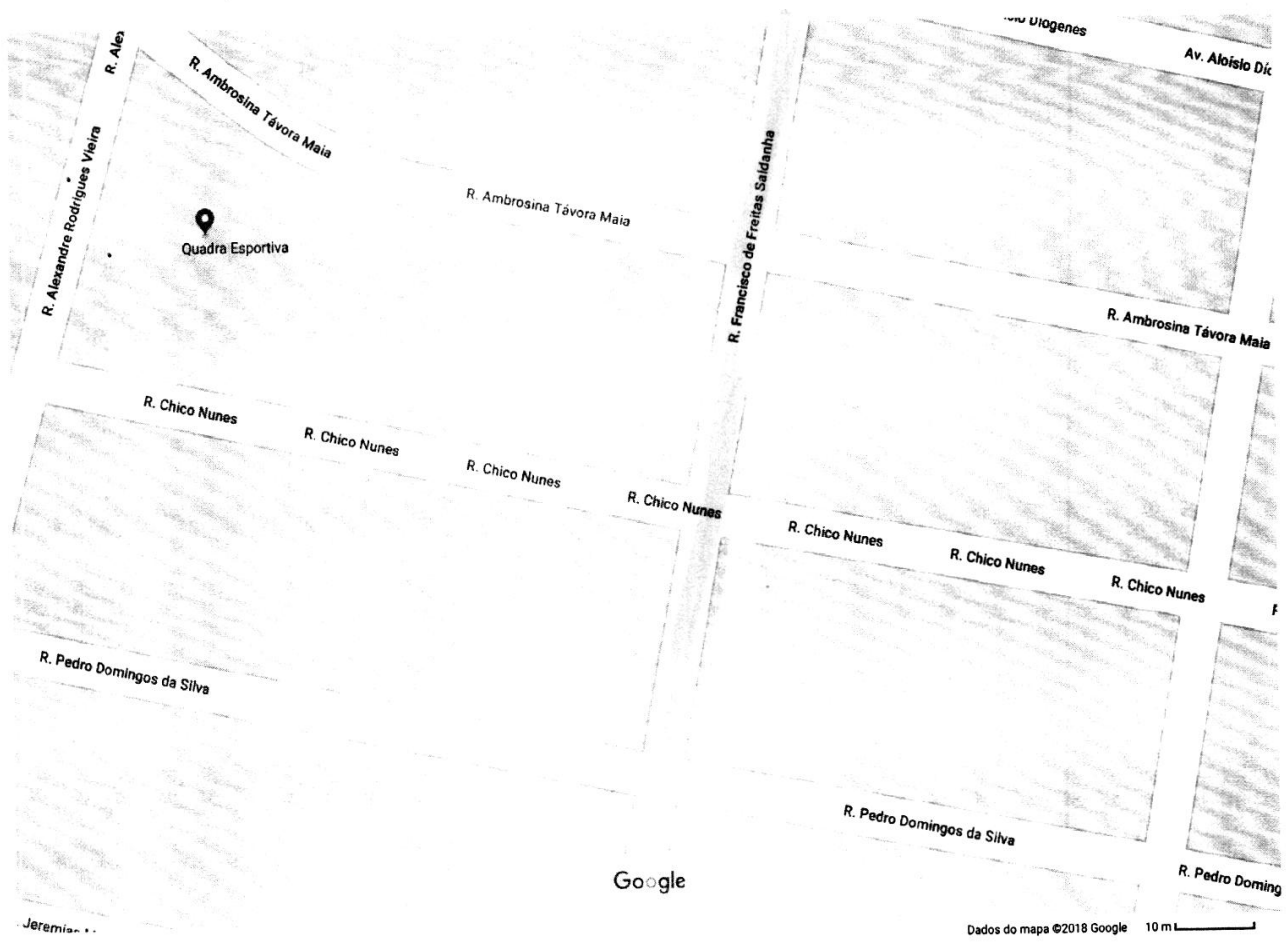 Diogenes
Av. Aloísio
R. Ambrosina Távora Maia
R. Alexandre Rodrigues Vieira
R. Ambrosina Távora Maia
R. Francisco de Freitas Saldanha
Quadra Esportiva
R. Ambrosina Távora Maia
R. Chico Nunes
R. Chico Nunes
R. Chico Nunes
R. Chico Nunes
R. Chico Nunes
R. Chico Nunes
R. Chico Nunes
R. Pedro Domingos da Silva
R. Pedro Domingos da Silva
R. Pedro Doming
Google
Jeremias
Dados do mapa ©2018 Google 10 m